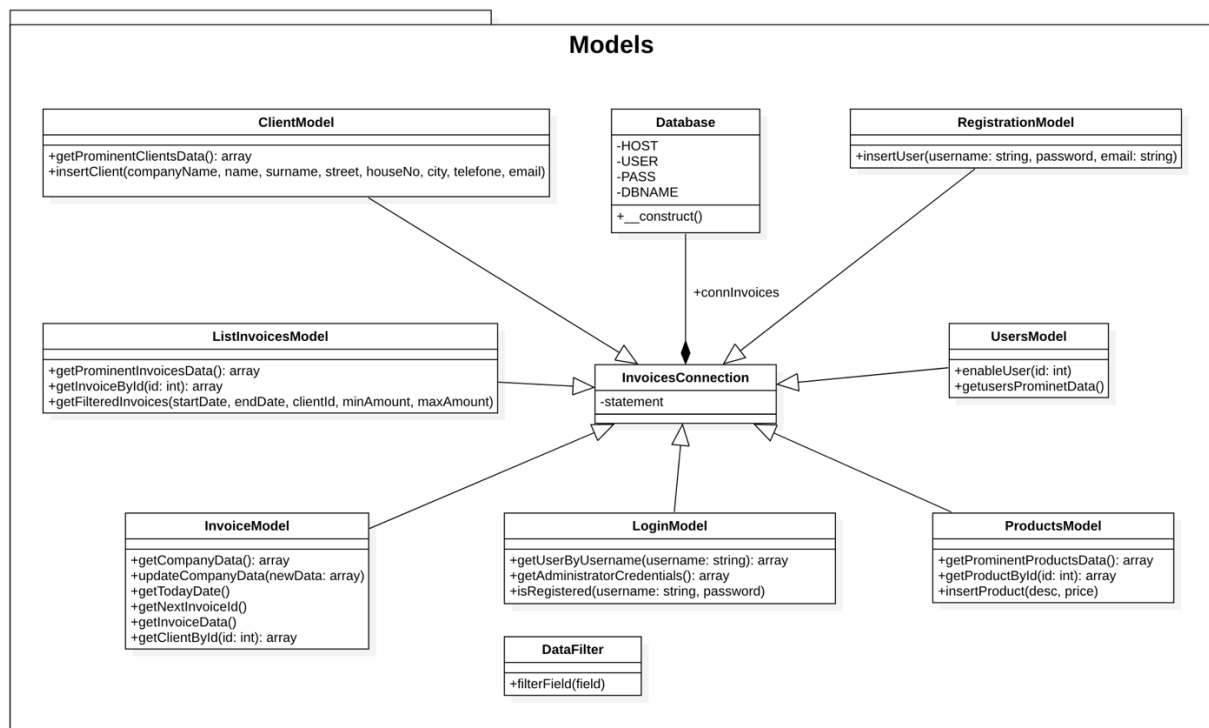 Models
ClientModel
+getProminentClientsData(): array
+insertClient(companyName, name, surname, street, houseNo, city, telefone, email)
Database
-HOST
-USER
-PASS
-DBNAME
+__construct()
RegistrationModel
+insertUser(username: string, password, email: string)
+connInvoices
ListInvoicesModel
+getProminentInvoicesData(): array
+getInvoiceById(id: int): array
+getFilteredInvoices(startDate, endDate, clientId, minAmount, maxAmount)
InvoicesConnection
-statement
UsersModel
+enableUser(id: int)
+getusersProminetData()
InvoiceModel
+getCompanyData(): array
+updateCompanyData(newData: array)
+getTodayDate()
+getNextInvoiceId()
+getInvoiceData()
+getClientById(id: int): array
LoginModel
+getUserByUsername(username: string): array
+getAdministratorCredentials(): array
+isRegistered(username: string, password)
ProductsModel
+getProminentProductsData(): array
+getProductById(id: int): array
+insertProduct(desc, price)
DataFilter
+filterField(field)